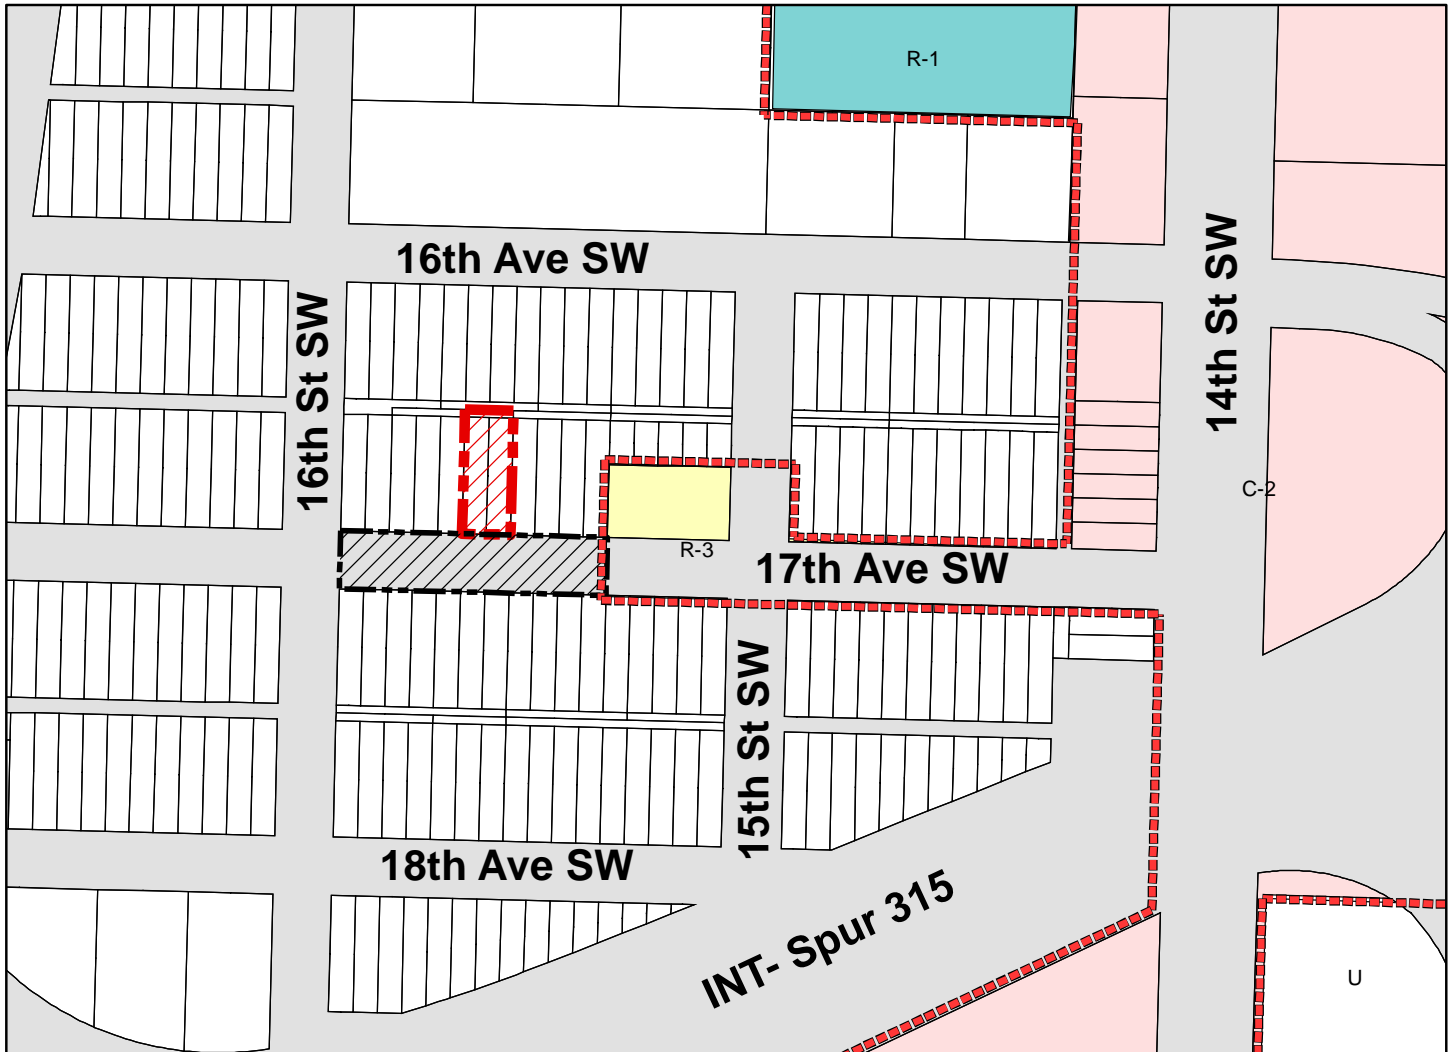 R-1
16th Ave SW
14th St SW
16th St SW
C-2
R-3
17th Ave SW
15th St SW
18th Ave SW
INT- Spur 315
U